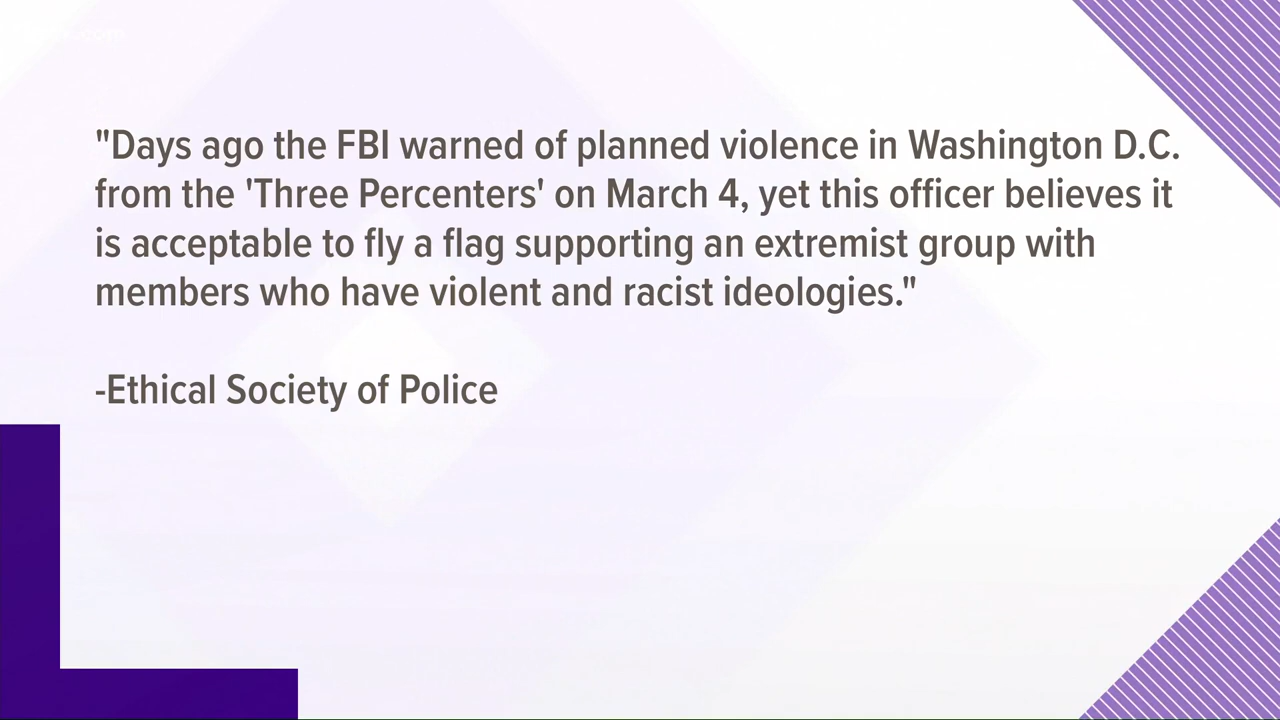 "Days ago the FBI warned of planned violence in Washington D.C.
from the 'Three Percenters' on March 4, yet this officer believes it
is acceptable to fly a flag supporting an extremist group with
members who have violent and racist ideologies."
-Ethical Society of Police